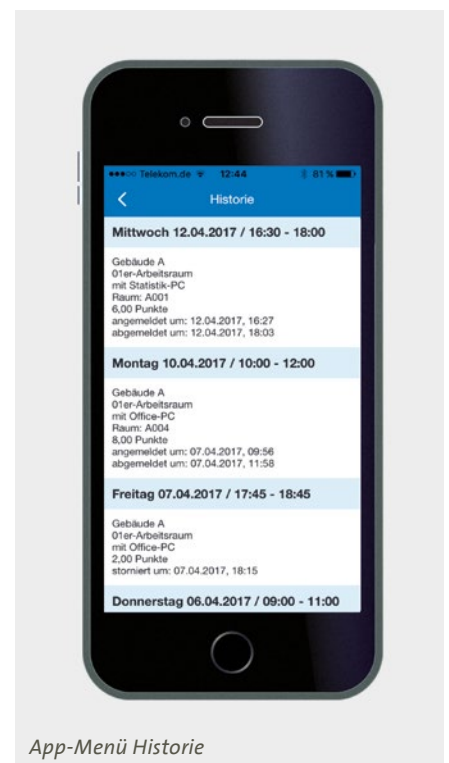 Telekom.de 12:44 81 %
Historie
Mittwoch 12.04.2017 / 16:30 - 18:00
Gebäude A
01er-Arbeitsraum
mit Statistik-PC
Raum: A001
6,00 Punkte
angemeldet um: 12.04.2017, 16:27
abgemeldet um: 12.04.2017, 18:03
Montag 10.04.2017 / 10:00 - 12:00
Gebäude A
01er-Arbeitsraum
mit Office-PC
Raum: A004
8,00 Punkte
angemeldet um: 07.04.2017, 09:56
abgemeldet um: 07.04.2017, 11:58
Freitag 07.04.2017 / 17:45 - 18:45
Gebäude A
01er-Arbeitsraum
mit Office-PC
2,00 Punkte
storniert um: 07.04.2017, 18:15
Donnerstag 06.04.2017 / 09:00 - 11:00
App-Menü Historie